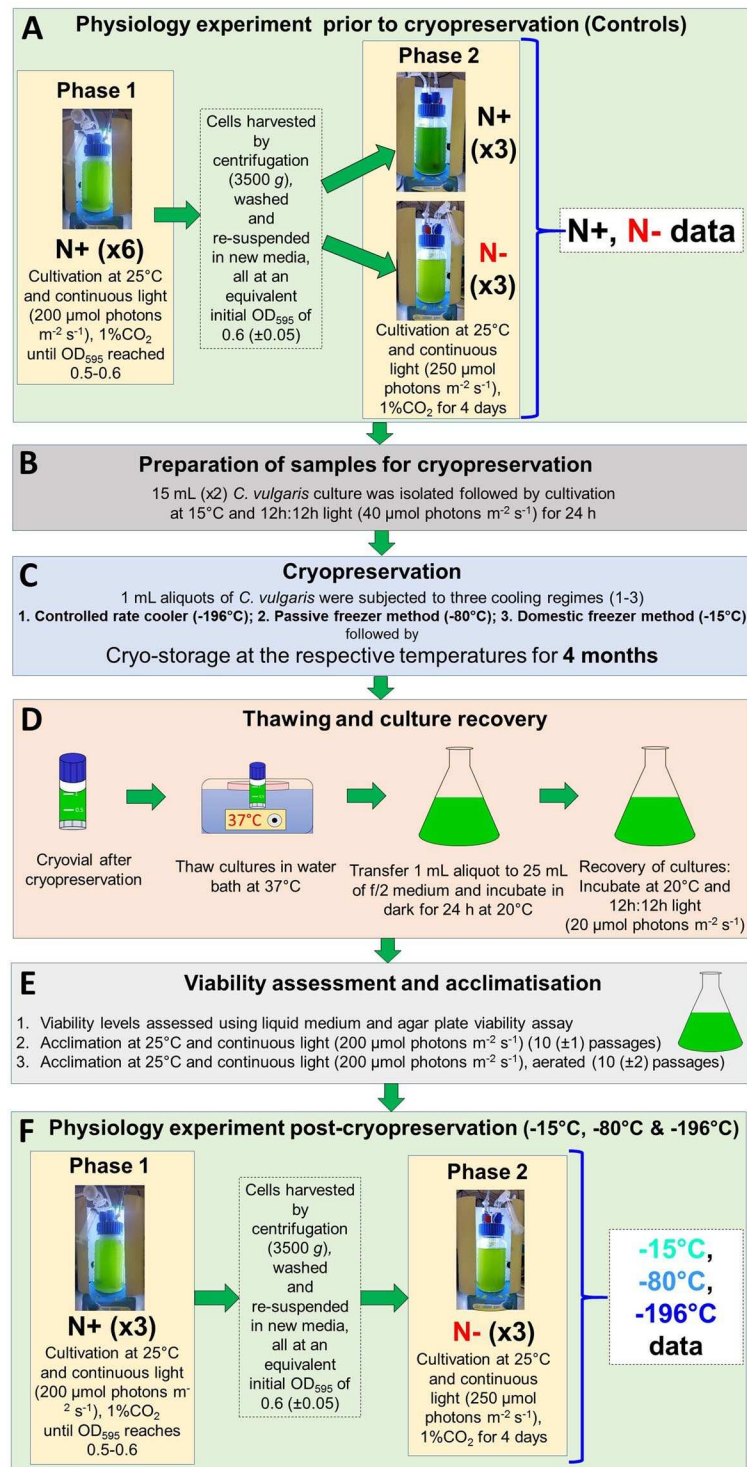 A
Physiology experiment prior to cryopreservation (Controls)
Phase 1
N+ (x6)
Cultivation at 25°C
and continuous light
(200 µmol photons
m⁻² s⁻¹), 1%CO₂
until OD₅₉₅ reached
0.5-0.6
Cells harvested
by
centrifugation
(3500 g),
washed
and
re-suspended
in new media,
all at an
equivalent
initial OD₅₉₅ of
0.6 (±0.05)
Phase 2
N+
(x3)
N-
(x3)
Cultivation at 25°C
and continuous
light (250 µmol
photons m⁻² s⁻¹),
1%CO₂ for 4 days
N+, N- data
B
Preparation of samples for cryopreservation
15 mL (x2) C. vulgaris culture was isolated followed by cultivation
at 15°C and 12h:12h light (40 µmol photons m⁻² s⁻¹) for 24 h
C
Cryopreservation
1 mL aliquots of C. vulgaris were subjected to three cooling regimes (1-3)
1. Controlled rate cooler (-196°C); 2. Passive freezer method (-80°C); 3. Domestic freezer method (-15°C)
followed by
Cryo-storage at the respective temperatures for 4 months
D
Thawing and culture recovery
0.5
37°C
Cryovial after
cryopreservation
Thaw cultures in water
bath at 37°C
Transfer 1 mL aliquot to 25 mL
of f/2 medium and incubate in
dark for 24 h at 20°C
Recovery of cultures:
Incubate at 20°C and
12h:12h light
(20 µmol photons m⁻² s⁻¹)
E
Viability assessment and acclimatisation
1. Viability levels assessed using liquid medium and agar plate viability assay
2. Acclimation at 25°C and continuous light (200 µmol photons m⁻² s⁻¹) (10 (±1) passages)
3. Acclimation at 25°C and continuous light (200 µmol photons m⁻² s⁻¹), aerated (10 (±2) passages)
F
Physiology experiment post-cryopreservation (-15°C, -80°C & -196°C)
Phase 1
N+ (x3)
Cultivation at 25°C
and continuous light
(200 µmol photons m⁻
² s⁻¹), 1%CO₂
until OD₅₉₅ reaches
0.5-0.6
Cells harvested
by
centrifugation
(3500 g),
washed
and
re-suspended
in new media,
all at an
equivalent
initial OD₅₉₅ of
0.6 (±0.05)
Phase 2
N- (x3)
Cultivation at 25°C
and continuous
light (250 µmol
photons m⁻² s⁻¹),
1%CO₂ for 4 days
-15°C,
-80°C,
-196°C
data